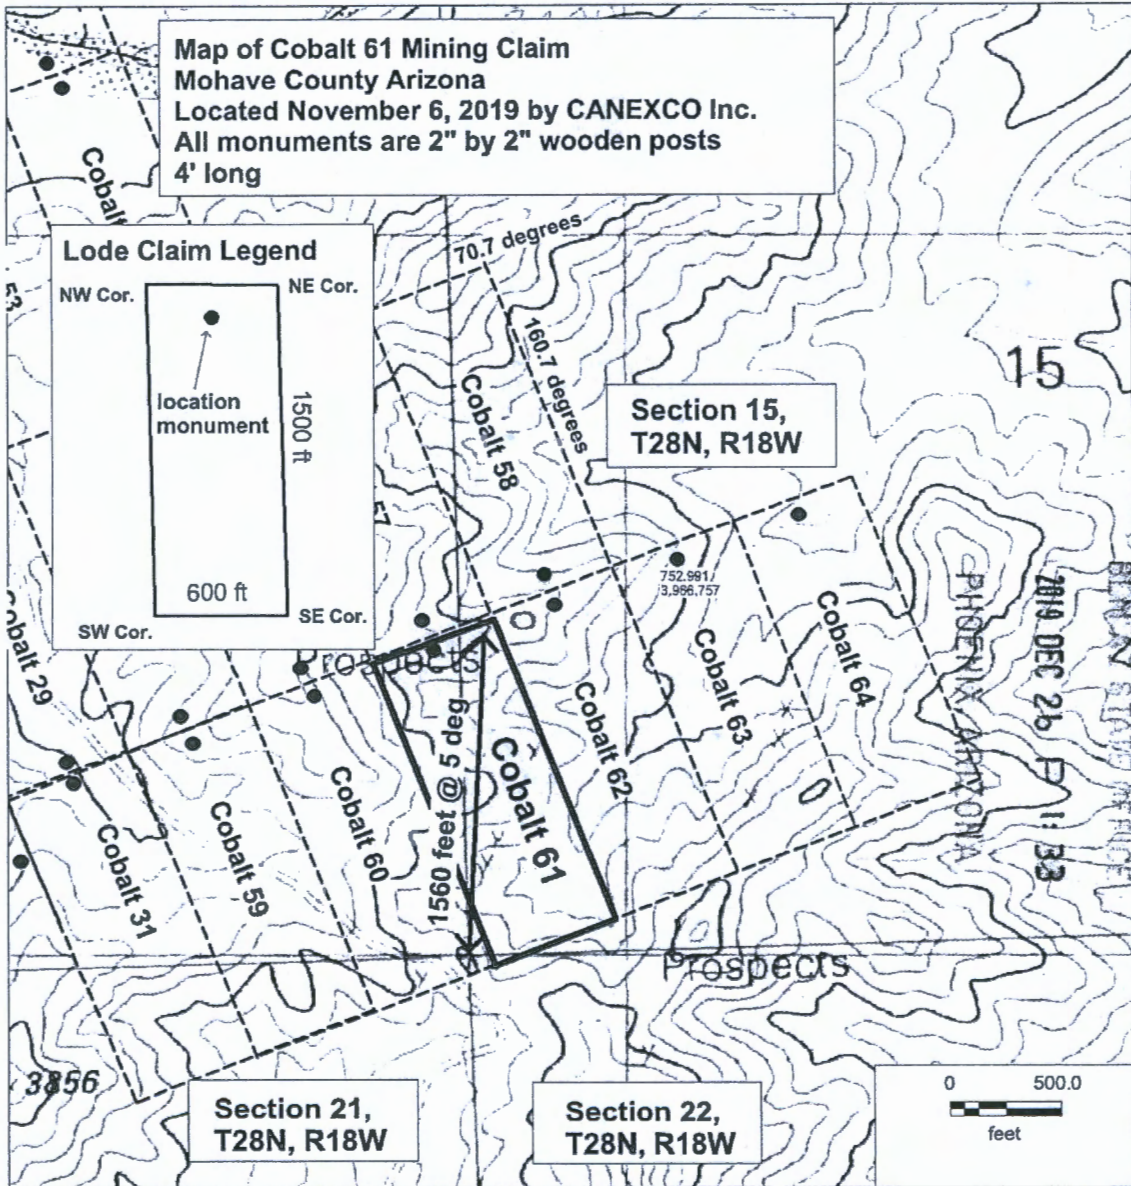 Map of Cobalt 61 Mining Claim
Mohave County Arizona
Located November 6, 2019 by CANEXCO Inc.
All monuments are 2" by 2" wooden posts
4' long
Cobalt
Lode Claim Legend
NW Cor.
NE Cor.
location
monument
1500 ft
600 ft
SW Cor.
SE Cor.
53
70.7 degrees
160.7 degrees
Cobalt 58
57
15
Section 15,
T28N, R18W
752.991/
3,966,757
Prospects
Cobalt 29
Cobalt 31
Cobalt 59
Cobalt 60
1560 feet @ 5 deg
Cobalt 61
Cobalt 62
Cobalt 63
Cobalt 64
PHOENIX, ARIZONA
2019 DEC 26 P 1:33
Prospects
3856
Section 21,
T28N, R18W
Section 22,
T28N, R18W
0 500.0
feet